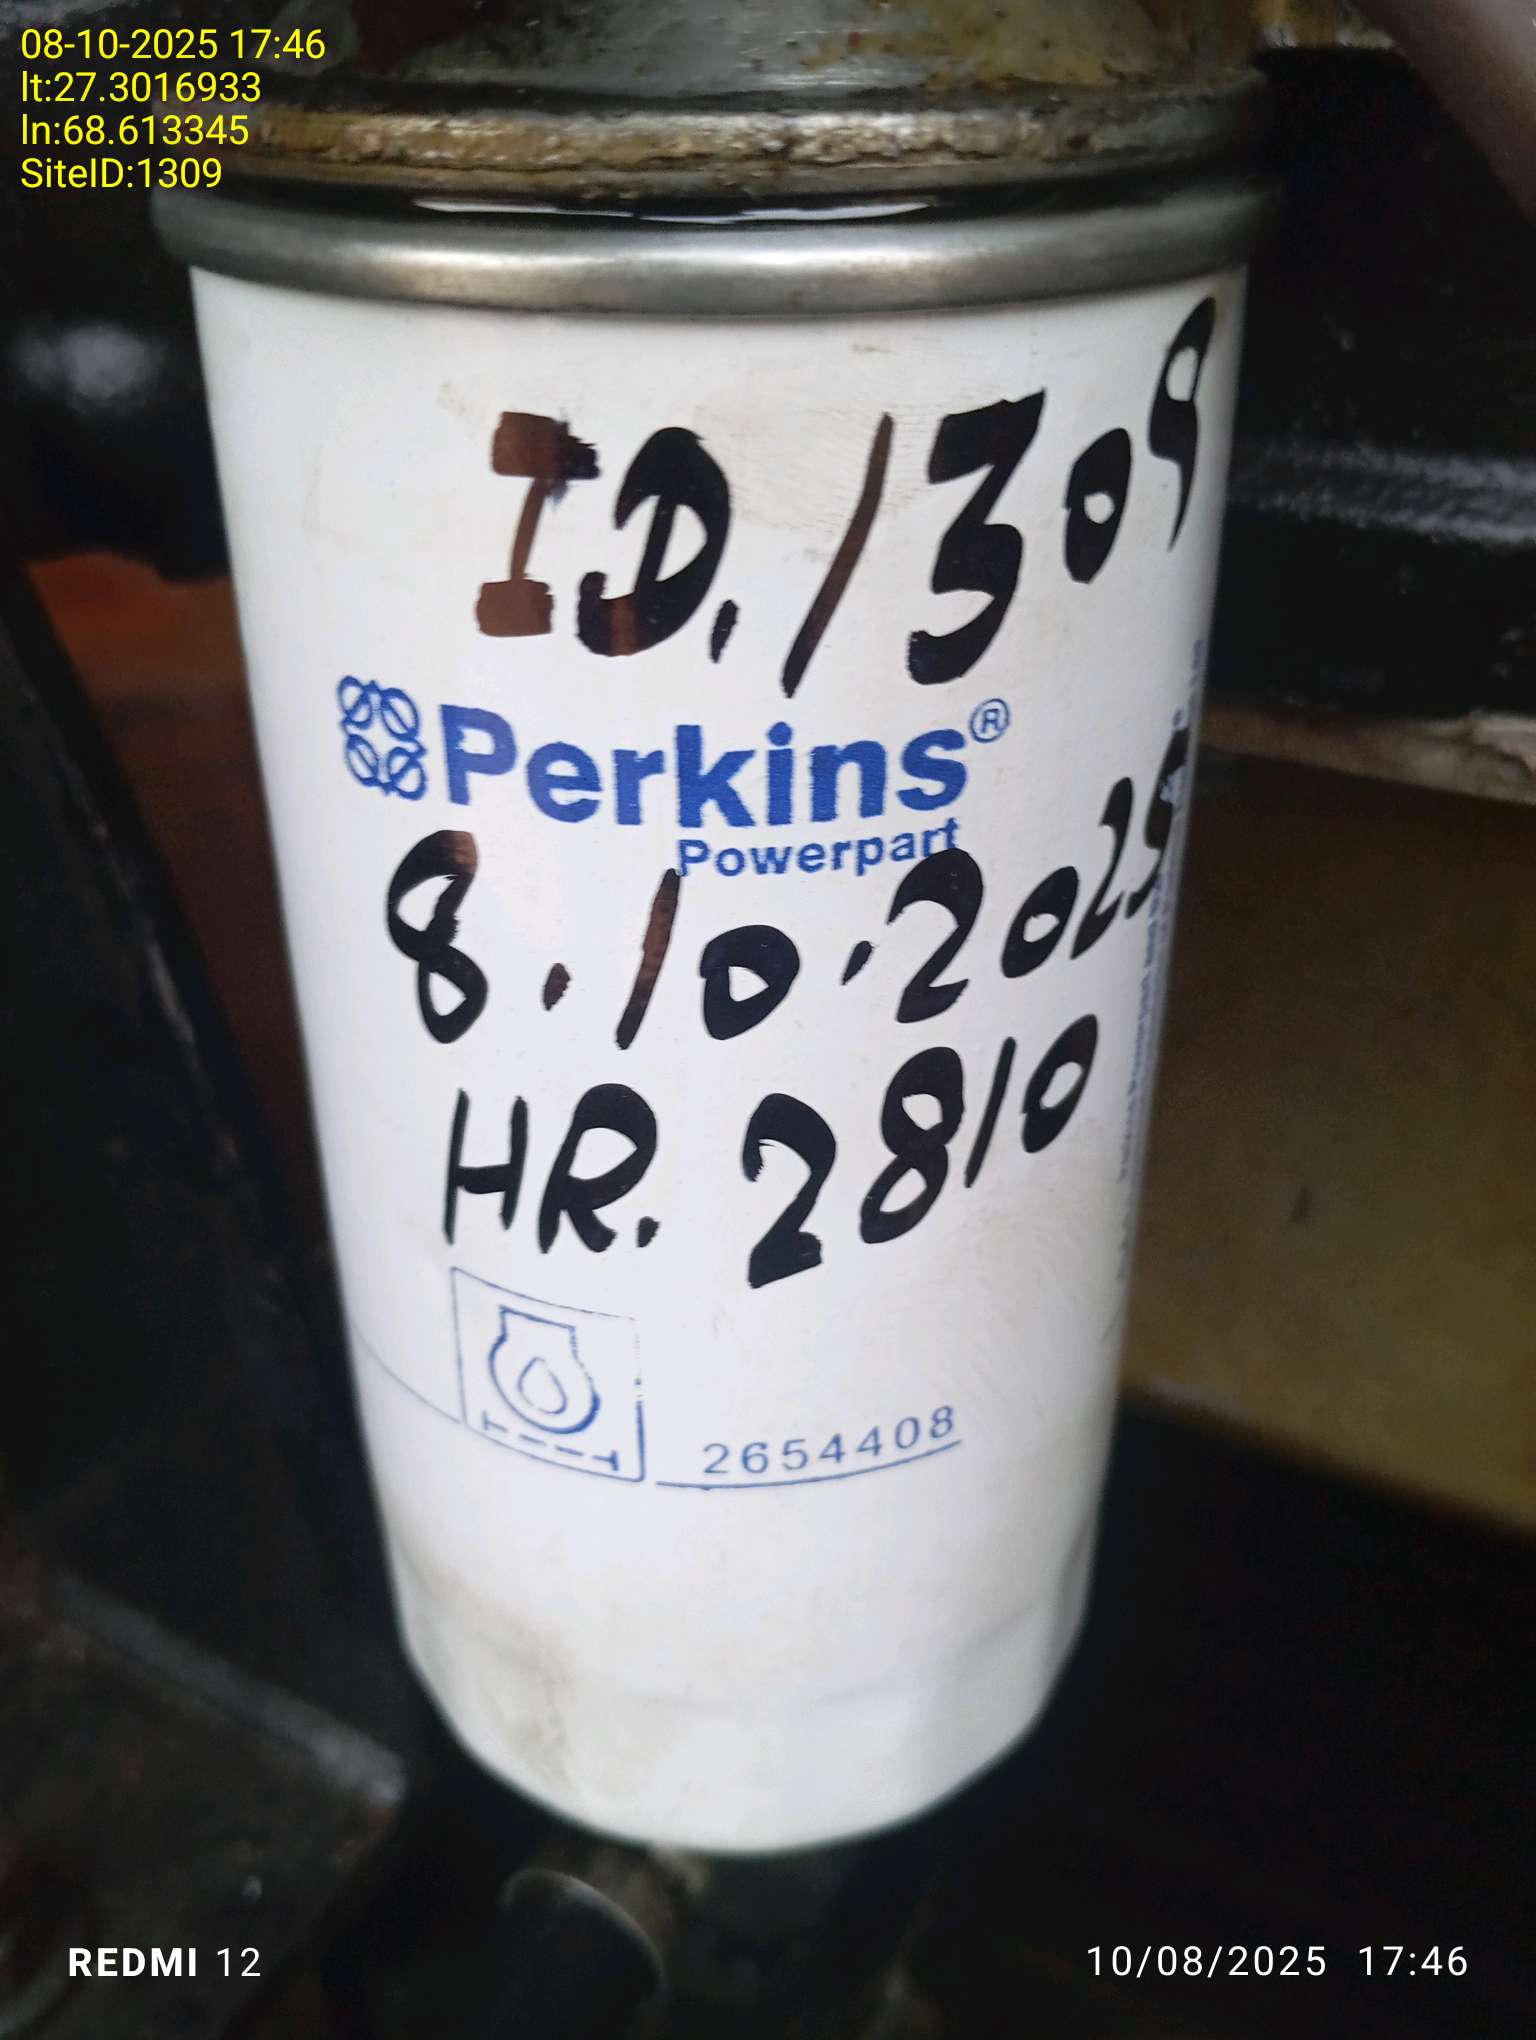 08-10-2025 17:46
lt:27.3016933
ln:68.613345
SiteID:1309
ID.1309
Perkins®
Powerpart
8.10.2025
HR. 2810
2654408
REDMI 12
10/08/2025 17:46